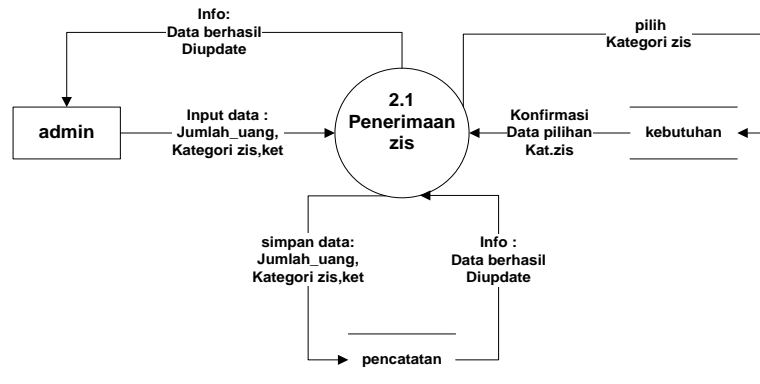 Info:
Data berhasil
Diupdate
pilih
Kategori zis
admin
Input data :
Jumlah_uang,
Kategori zis,ket
2.1
Penerimaan
zis
Konfirmasi
Data pilihan
Kat.zis
kebutuhan
simpan data:
Jumlah_uang,
Kategori zis,ket
Info :
Data berhasil
Diupdate
pencatatan